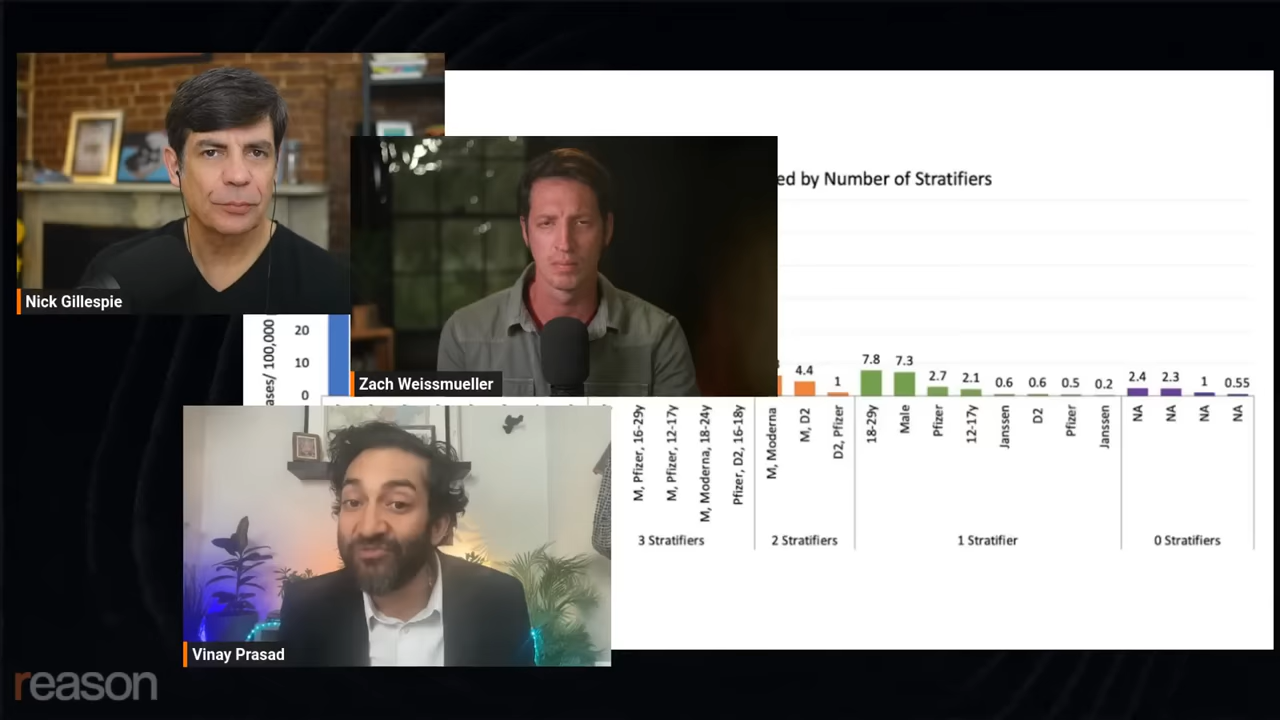 ed by Number of Stratifiers
Nick Gillespie
Zach Weissmueller
Vinay Prasad
reason
ases/ 100,000
20
10
0
4.4
1
7.8
7.3
2.7
2.1
0.6
0.6
0.5
0.2
2.4
2.3
1
0.55
M, Pfizer, 16-29y
M, Pfizer, 12-17y
M, Moderna, 18-24y
Pfizer, D2, 16-18y
M, Moderna
M, D2
D2, Pfizer
18-29y
Male
Pfizer
12-17y
Janssen
D2
Pfizer
Janssen
NA
NA
NA
NA
3 Stratifiers
2 Stratifiers
1 Stratifier
0 Stratifiers